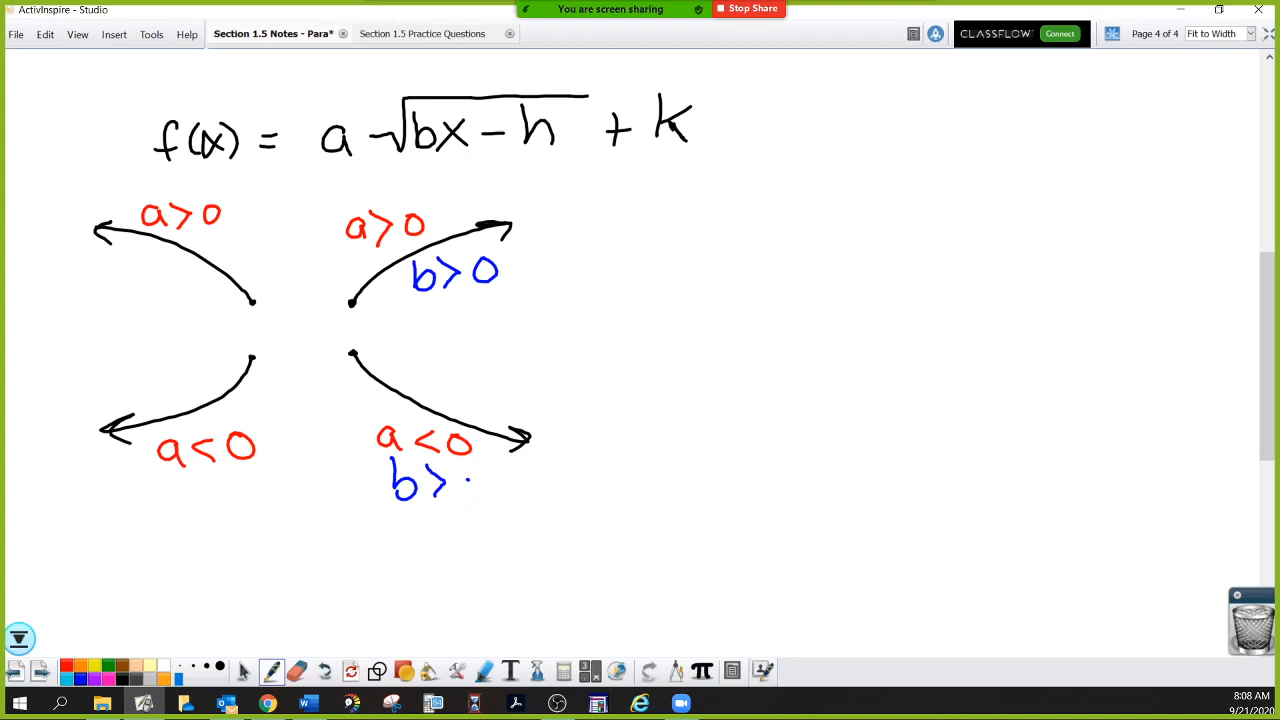 ActivInspire - Studio
You are screen sharing
Stop Share
File Edit View Insert Tools Help
Section 1.5 Notes - Para*
Section 1.5 Practice Questions
CLASSFLOW Connect
Page 4 of 4
Fit to Width
f(x) = a √bx - h + k
a > 0
a > 0
b > 0
a < 0
a < 0
b > .
8:08 AM
9/21/2020